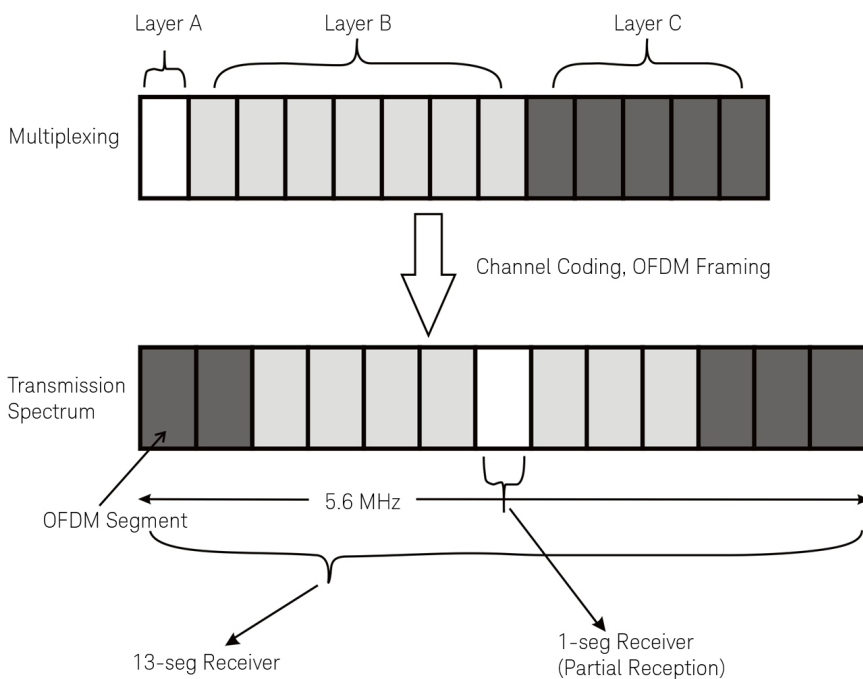 Layer A
Layer B
Layer C
Multiplexing
Channel Coding, OFDM Framing
Transmission
Spectrum
5.6 MHz
OFDM Segment
13-seg Receiver
1-seg Receiver
(Partial Reception)